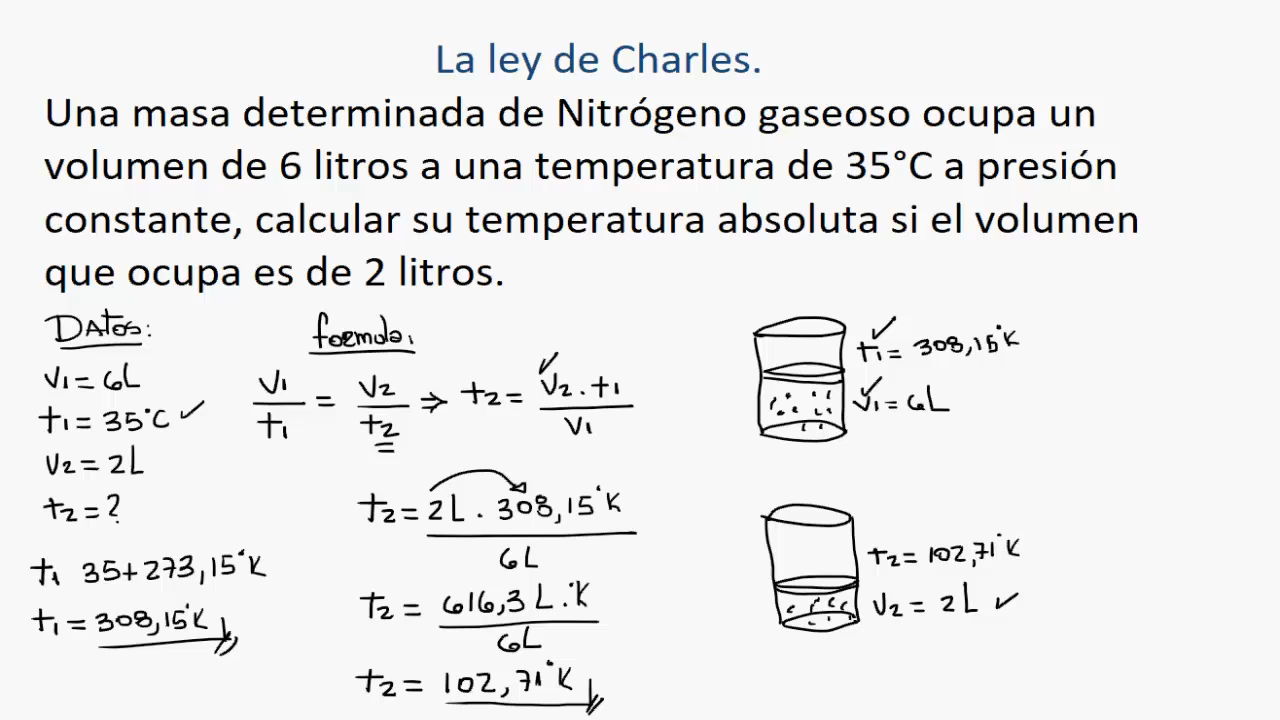 La ley de Charles.
Una masa determinada de Nitrógeno gaseoso ocupa un
volumen de 6 litros a una temperatura de 35°C a presión
constante, calcular su temperatura absoluta si el volumen
que ocupa es de 2 litros.
DAtos:
V1 = 6L
t1 = 35°C ✓
V2 = 2L
t2 = ?
t1 35+273,15°K
t1 = 308,15°K
formula:
V1/t1 = V2/t2 ⇒ t2 = V2 . t1/V1
t2 = 2L . 308,15°K/6L
t2 = 616,3 L.°K/6L
t2 = 102,71°K
t1 = 308,15°K
V1 = 6L
t2 = 102,71°K
V2 = 2L ✓